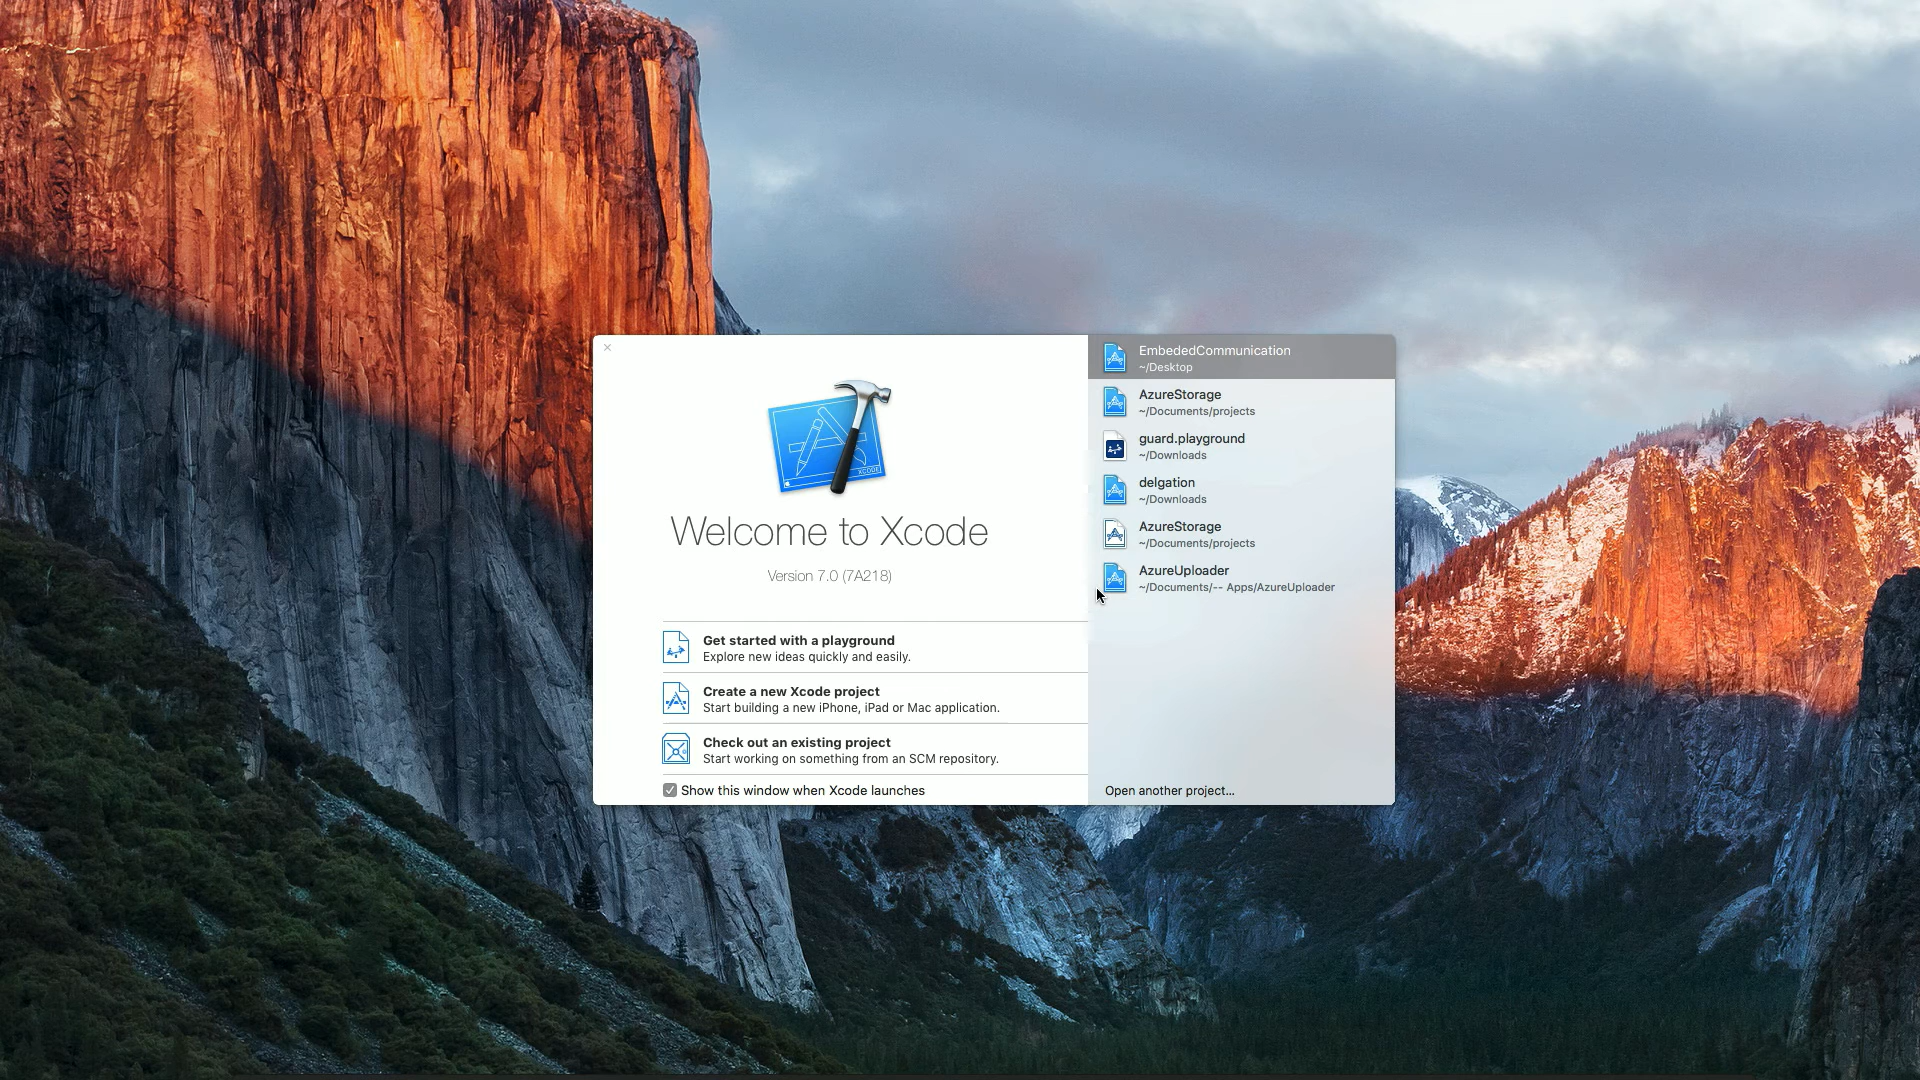 XCODE
Welcome to Xcode
Version 7.0 (7A218)
Get started with a playground
Explore new ideas quickly and easily.
Create a new Xcode project
Start building a new iPhone, iPad or Mac application.
Check out an existing project
Start working on something from an SCM repository.
Show this window when Xcode launches
EmbededCommunication
~/Desktop
AzureStorage
~/Documents/projects
guard.playground
~/Downloads
delgation
~/Downloads
AzureStorage
~/Documents/projects
AzureUploader
~/Documents/-- Apps/AzureUploader
Open another project...